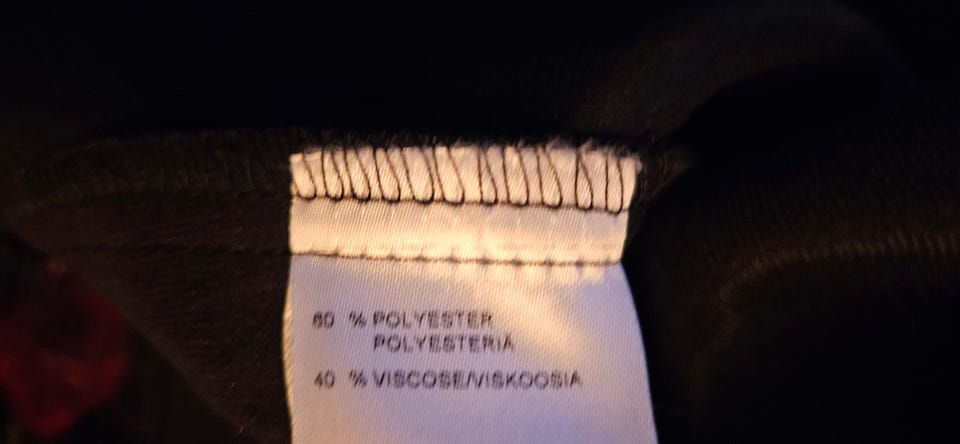 60 % POLYESTER
POLYESTERIA
40 % VISCOSE/VISKOOSIA